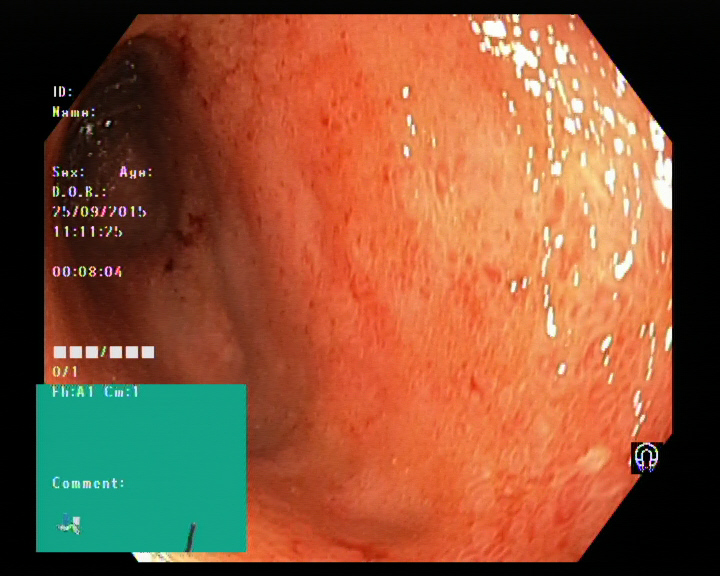 ID:
Name:
Sex: Age:
D.O.B.:
25/09/2015
11:11:25
00:08:04
/
0/1
Eh:A1 Cm:1
Comment: